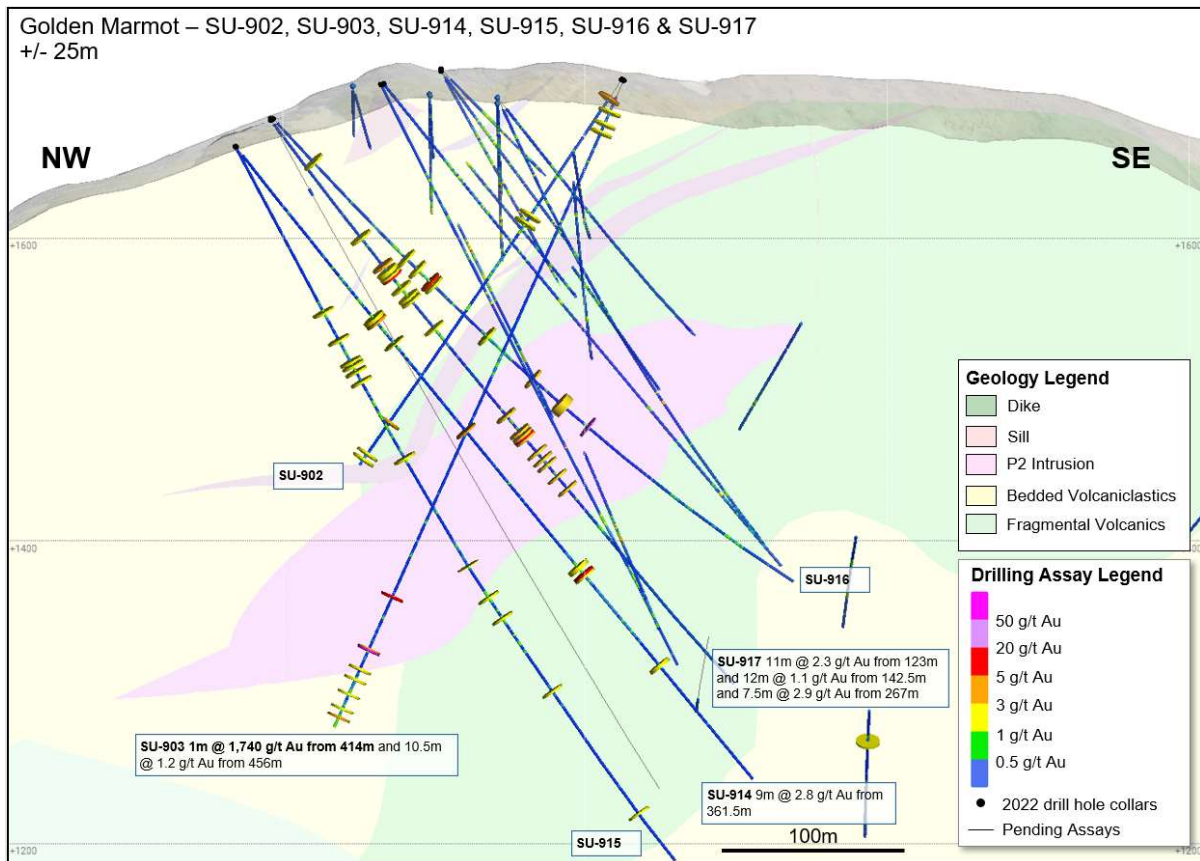 Golden Marmot – SU-902, SU-903, SU-914, SU-915, SU-916 & SU-917
+/- 25m
NW
SE
+1600
+1600
SU-902
Geology Legend
Dike
Sill
P2 Intrusion
Bedded Volcaniclastics
Fragmental Volcanics
+1400
SU-916
Drilling Assay Legend
50 g/t Au
20 g/t Au
5 g/t Au
3 g/t Au
1 g/t Au
0.5 g/t Au
2022 drill hole collars
Pending Assays
SU-917 11m @ 2.3 g/t Au from 123m
and 12m @ 1.1 g/t Au from 142.5m
and 7.5m @ 2.9 g/t Au from 267m
SU-903 1m @ 1,740 g/t Au from 414m and 10.5m
@ 1.2 g/t Au from 456m
SU-914 9m @ 2.8 g/t Au from
361.5m
SU-915
100m
+1200